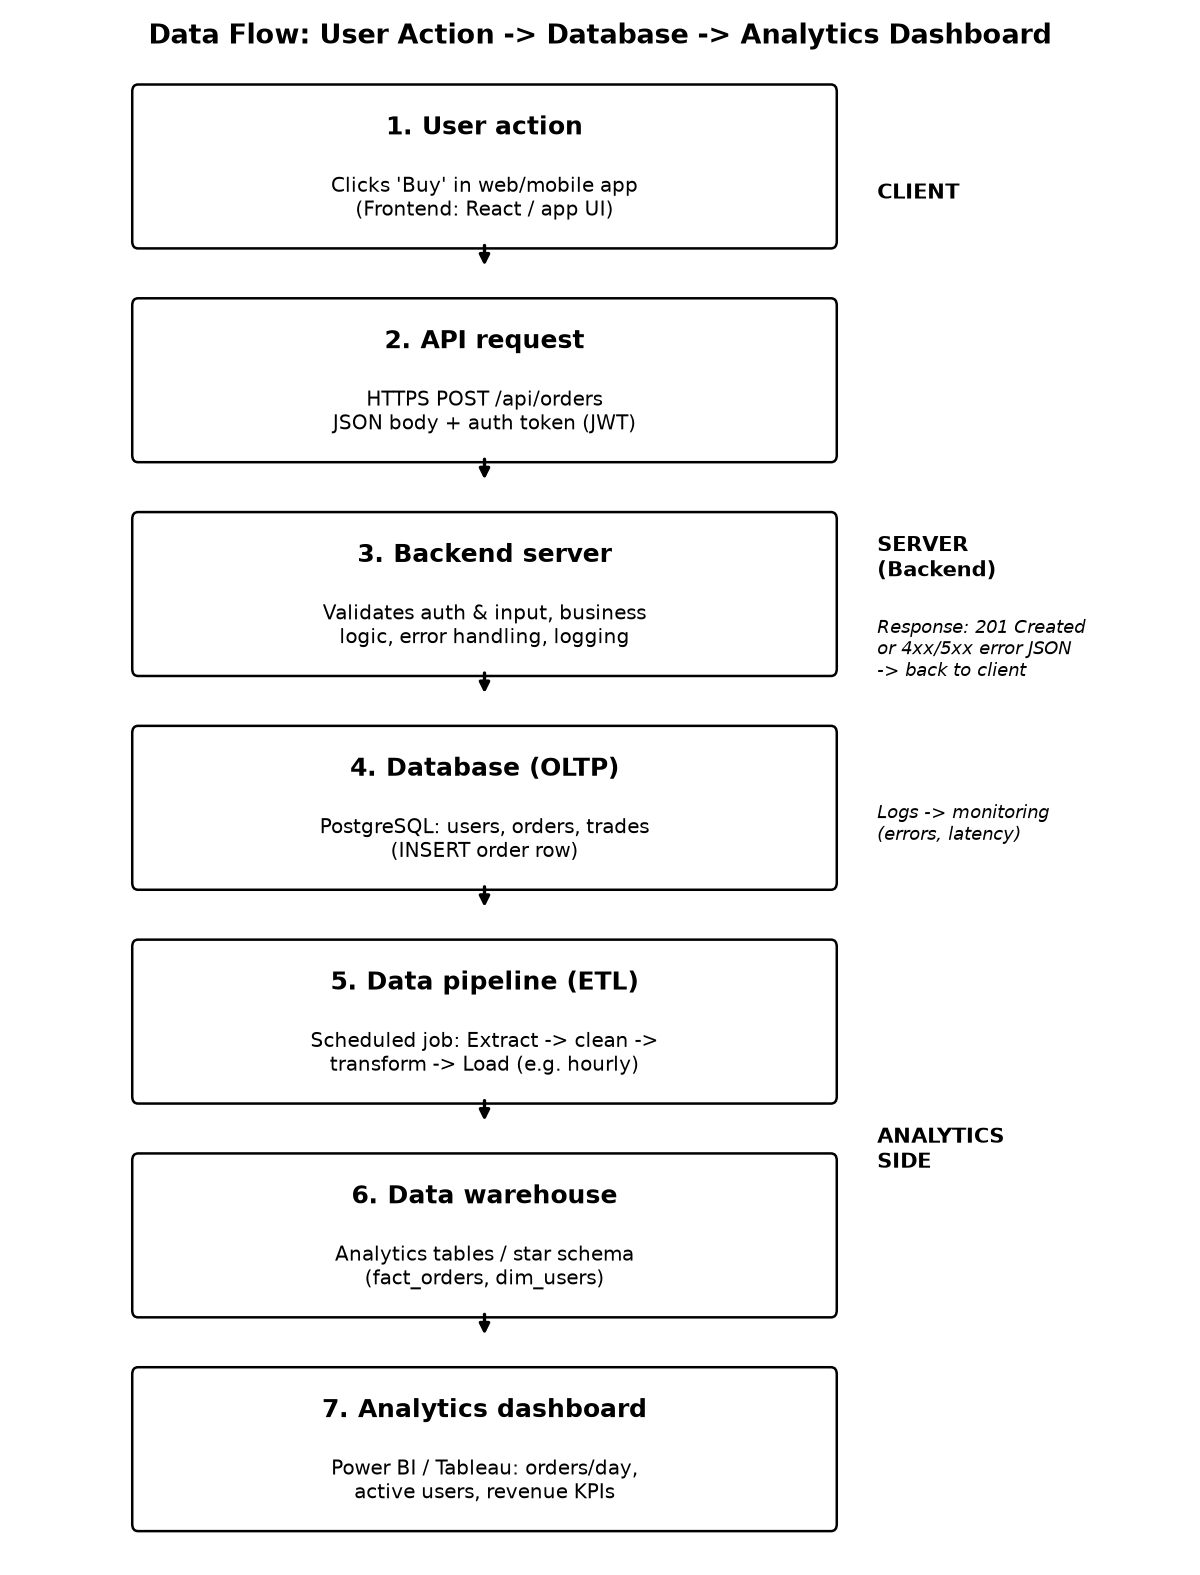 Data Flow: User Action -> Database -> Analytics Dashboard
1. User action
Clicks 'Buy' in web/mobile app
(Frontend: React / app UI)
CLIENT
2. API request
HTTPS POST /api/orders
JSON body + auth token (JWT)
3. Backend server
Validates auth & input, business
logic, error handling, logging
SERVER
(Backend)
Response: 201 Created
or 4xx/5xx error JSON
-> back to client
4. Database (OLTP)
PostgreSQL: users, orders, trades
(INSERT order row)
Logs -> monitoring
(errors, latency)
5. Data pipeline (ETL)
Scheduled job: Extract -> clean ->
transform -> Load (e.g. hourly)
ANALYTICS
SIDE
6. Data warehouse
Analytics tables / star schema
(fact_orders, dim_users)
7. Analytics dashboard
Power BI / Tableau: orders/day,
active users, revenue KPIs